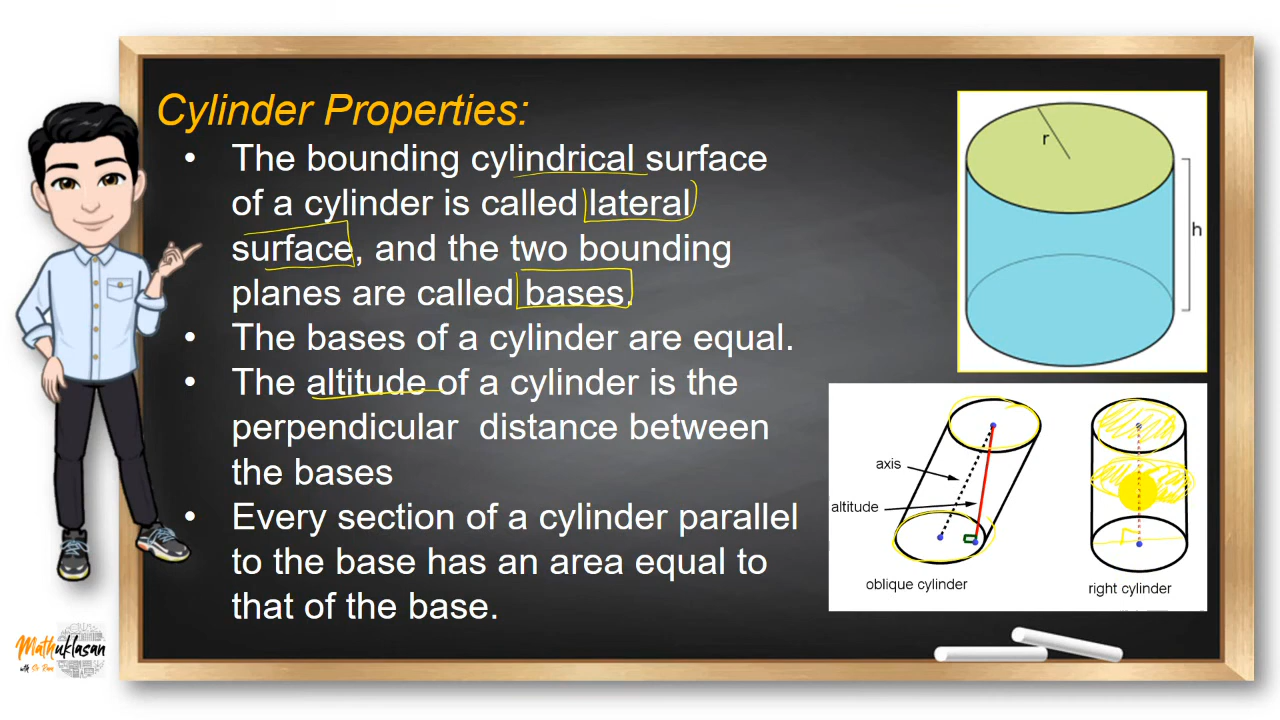 Cylinder Properties:
• The bounding cylindrical surface
of a cylinder is called lateral
surface, and the two bounding
planes are called bases.
• The bases of a cylinder are equal.
• The altitude of a cylinder is the
perpendicular distance between
the bases
• Every section of a cylinder parallel
to the base has an area equal to
that of the base.
r
h
axis
altitude
oblique cylinder
right cylinder
Mathuklasan
with Sir Ram